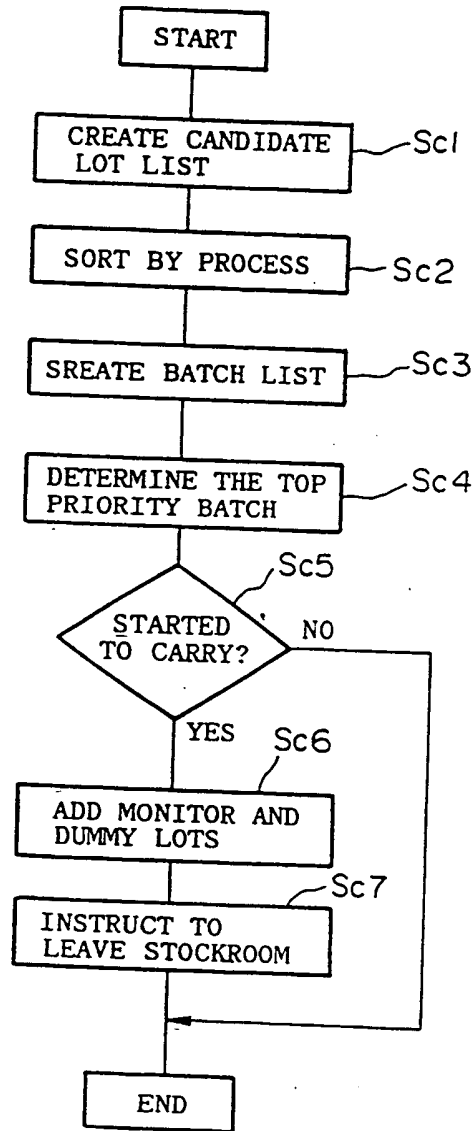 START
CREATE CANDIDATE
LOT LIST
Sc1
SORT BY PROCESS
Sc2
SREATE BATCH LIST
Sc3
DETERMINE THE TOP
PRIORITY BATCH
Sc4
Sc5
STARTED
TO CARRY?
NO
YES
Sc6
ADD MONITOR AND
DUMMY LOTS
Sc7
INSTRUCT TO
LEAVE STOCKROOM
END